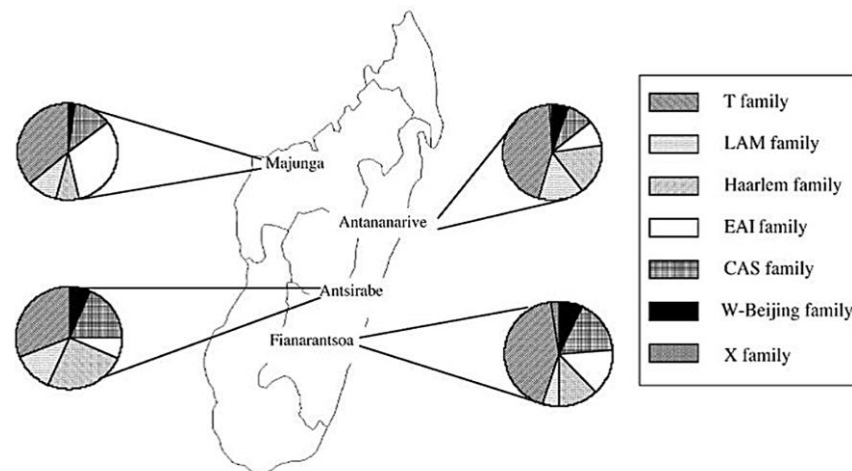 Majunga
Antananarive
Antsirabe
Fianarantsoa
T family
LAM family
Haarlem family
EAI family
CAS family
W-Beijing family
X family